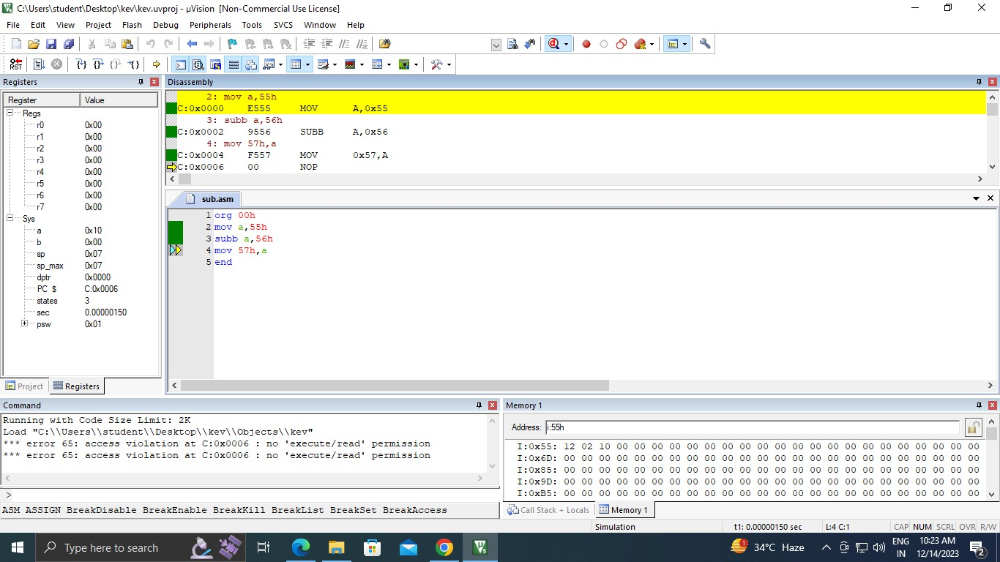 C:\Users\student\Desktop\kev\kev.uvproj - µVision [Non-Commercial Use License]
File Edit View Project Flash Debug Peripherals Tools SVCS Window Help
RST
Registers
Register Value
Regs
r0 0x00
r1 0x00
r2 0x00
r3 0x00
r4 0x00
r5 0x00
r6 0x00
r7 0x00
Sys
a 0x10
b 0x00
sp 0x07
sp_max 0x07
dptr 0x0000
PC $ C:0x0006
states 3
sec 0.00000150
psw 0x01
Project Registers
Disassembly
2: mov a,55h
C:0x0000 E555 MOV A,0x55
3: subb a,56h
C:0x0002 9556 SUBB A,0x56
4: mov 57h,a
C:0x0004 F557 MOV 0x57,A
C:0x0006 00 NOP
sub.asm
1 org 00h
2 mov a,55h
3 subb a,56h
4 mov 57h,a
5 end
Command
Running with Code Size Limit: 2K
Load "C:\\Users\\student\\Desktop\\kev\\Objects\\kev"
*** error 65: access violation at C:0x0006 : no 'execute/read' permission
*** error 65: access violation at C:0x0006 : no 'execute/read' permission
>
ASM ASSIGN BreakDisable BreakEnable BreakKill BreakList BreakSet BreakAccess
Memory 1
Address: i:55h
I:0x55: 12 02 10 00 00 00 00 00 00 00 00 00 00 00 00 00 00 00 00 00 00 00 00 00
I:0x6D: 00 00 00 00 00 00 00 00 00 00 00 00 00 00 00 00 00 00 00 00 00 00 00 00
I:0x85: 00 00 00 00 00 00 00 00 00 00 00 00 00 00 00 00 00 00 00 00 00 00 00 00
I:0x9D: 00 00 00 00 00 00 00 00 00 00 00 00 00 00 00 00 00 00 00 00 00 00 00 00
I:0xB5: 00 00 00 00 00 00 00 00 00 00 00 00 00 00 00 00 00 00 00 00 00 00 00 00
Call Stack + Locals Memory 1
Simulation t1: 0.00000150 sec L:4 C:1 CAP NUM SCRL OVR R/W
Type here to search
1
34°C Haze
ENG
IN
10:23 AM
12/14/2023
2